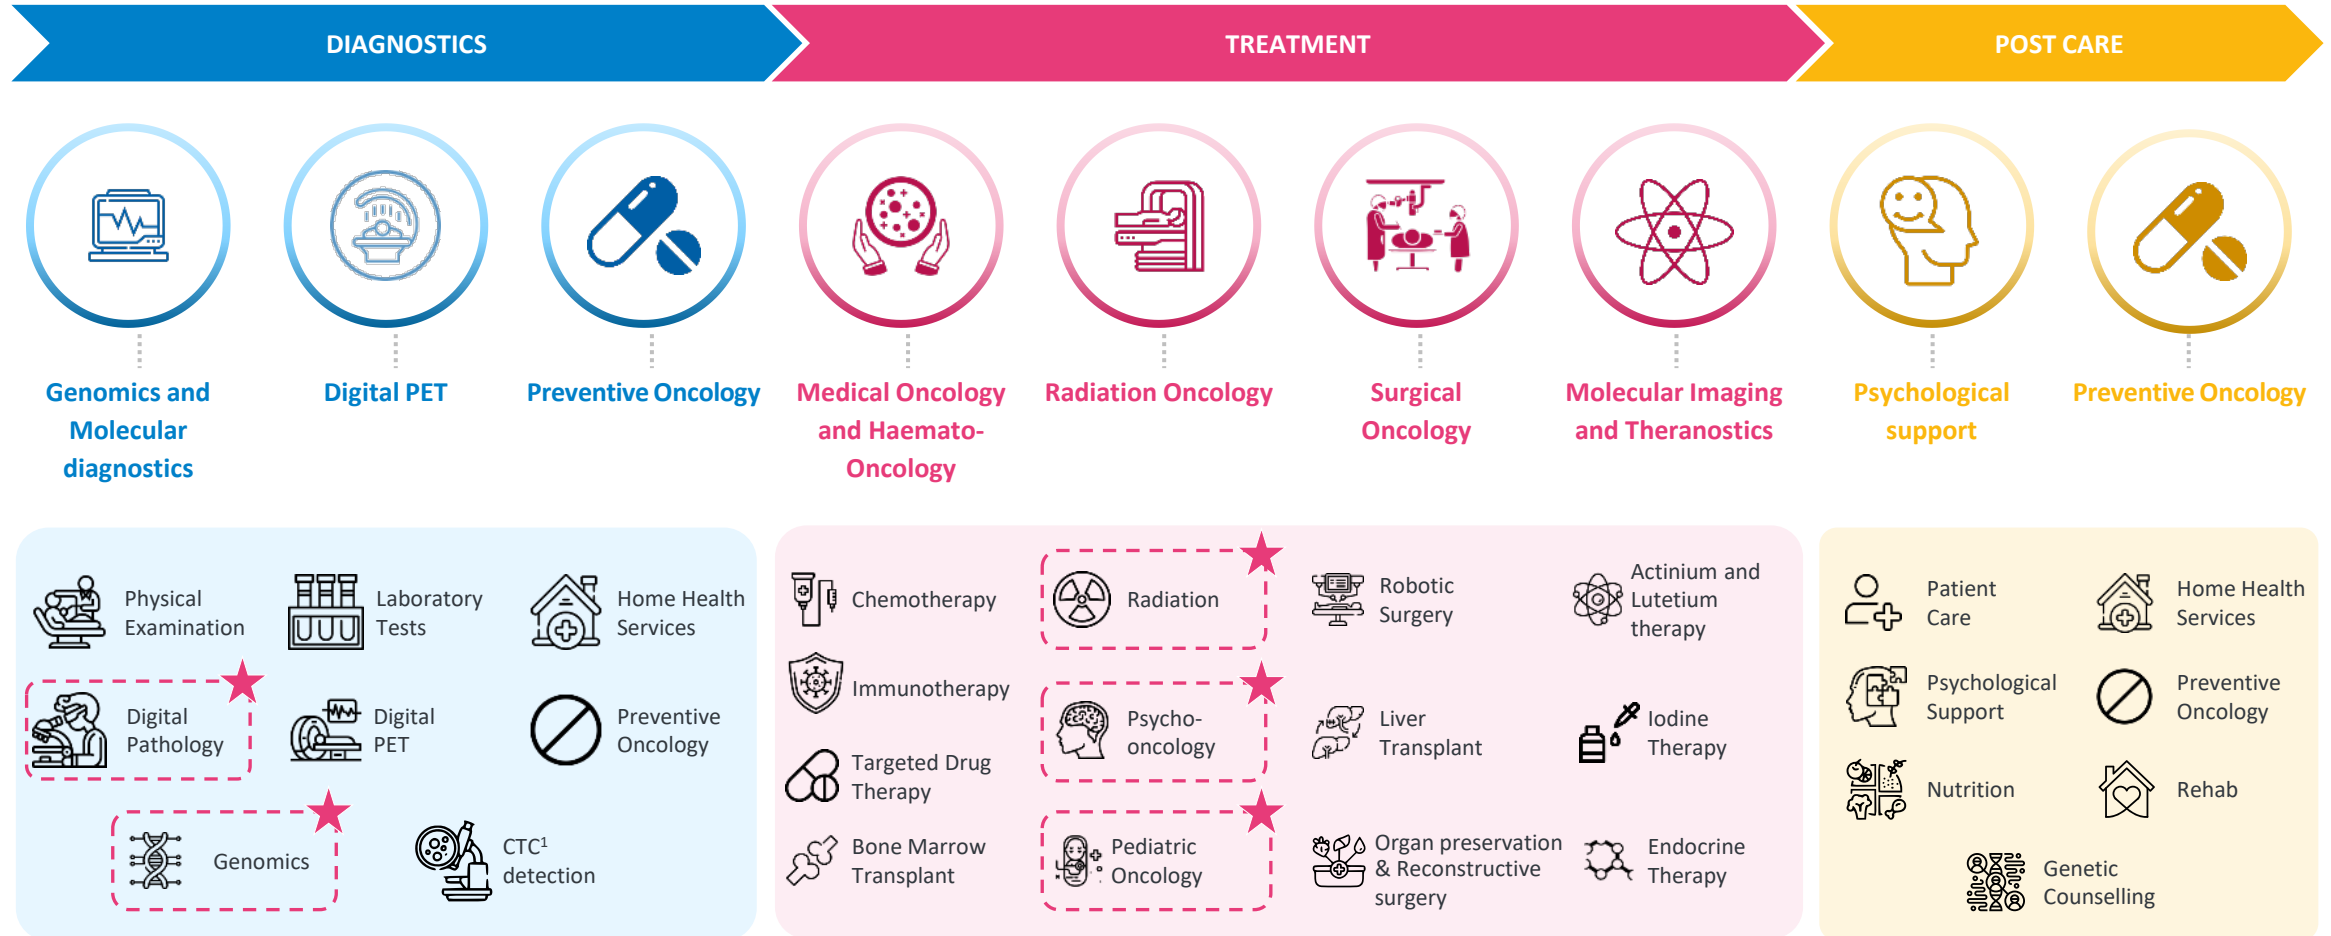 DIAGNOSTICS
TREATMENT
POST CARE
Genomics and
Molecular
diagnostics
Digital PET
Preventive Oncology
Medical Oncology
and Haemato-
Oncology
Radiation Oncology
Surgical
Oncology
Molecular Imaging
and Theranostics
Psychological
support
Preventive Oncology
Physical
Examination
Laboratory
Tests
Home Health
Services
Digital
Pathology
Digital
PET
Preventive
Oncology
Genomics
CTC¹
detection
Chemotherapy
Immunotherapy
Targeted Drug
Therapy
Bone Marrow
Transplant
Radiation
Psycho-
oncology
Pediatric
Oncology
Robotic
Surgery
Liver
Transplant
Organ preservation
& Reconstructive
surgery
Actinium and
Lutetium
therapy
Iodine
Therapy
Endocrine
Therapy
Patient
Care
Home Health
Services
Psychological
Support
Preventive
Oncology
Nutrition
Rehab
Genetic
Counselling